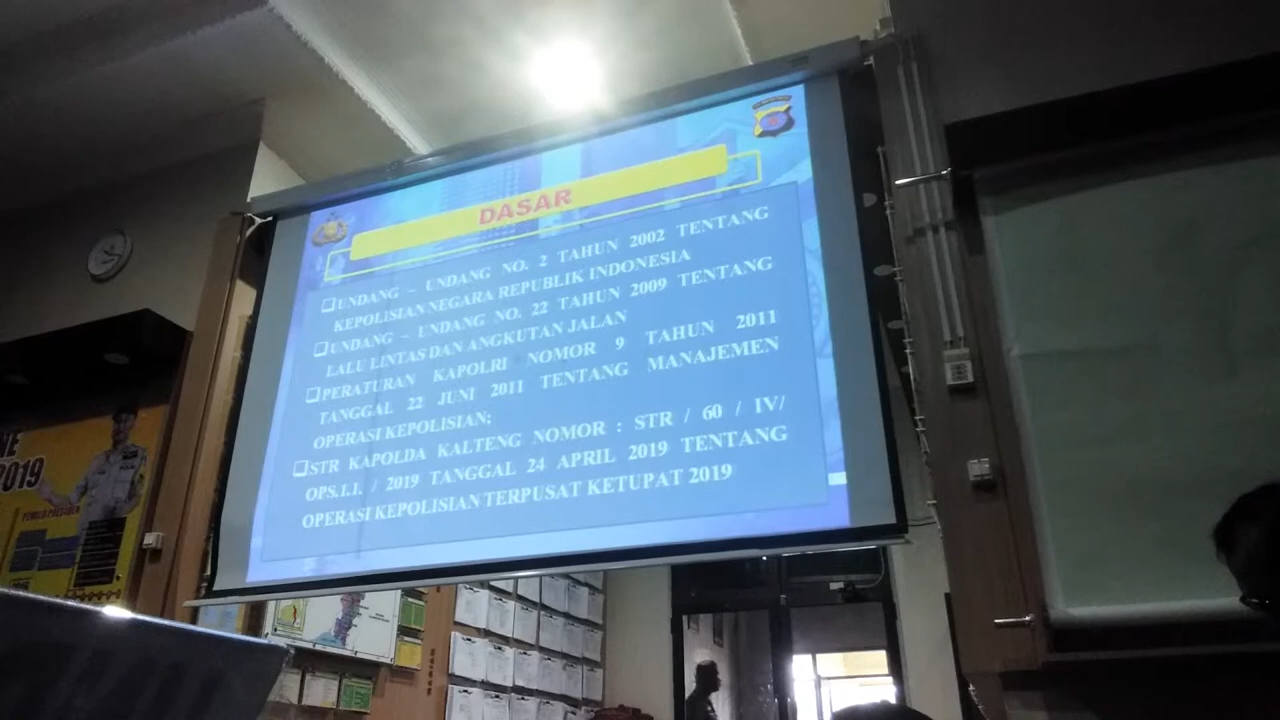 DASAR
❑UNDANG – UNDANG NO. 2 TAHUN 2002 TENTANG
KEPOLISIAN NEGARA REPUBLIK INDONESIA
❑UNDANG – UNDANG NO. 22 TAHUN 2009 TENTANG
LALU LINTAS DAN ANGKUTAN JALAN
❑PERATURAN KAPOLRI NOMOR 9 TAHUN 2011
TANGGAL 22 JUNI 2011 TENTANG MANAJEMEN
OPERASI KEPOLISIAN;
❑STR KAPOLDA KALTENG NOMOR : STR / 60 / IV/
OPS.1.1. / 2019 TANGGAL 24 APRIL 2019 TENTANG
OPERASI KEPOLISIAN TERPUSAT KETUPAT 2019
NE
2019
PEMILU PRESIDEN